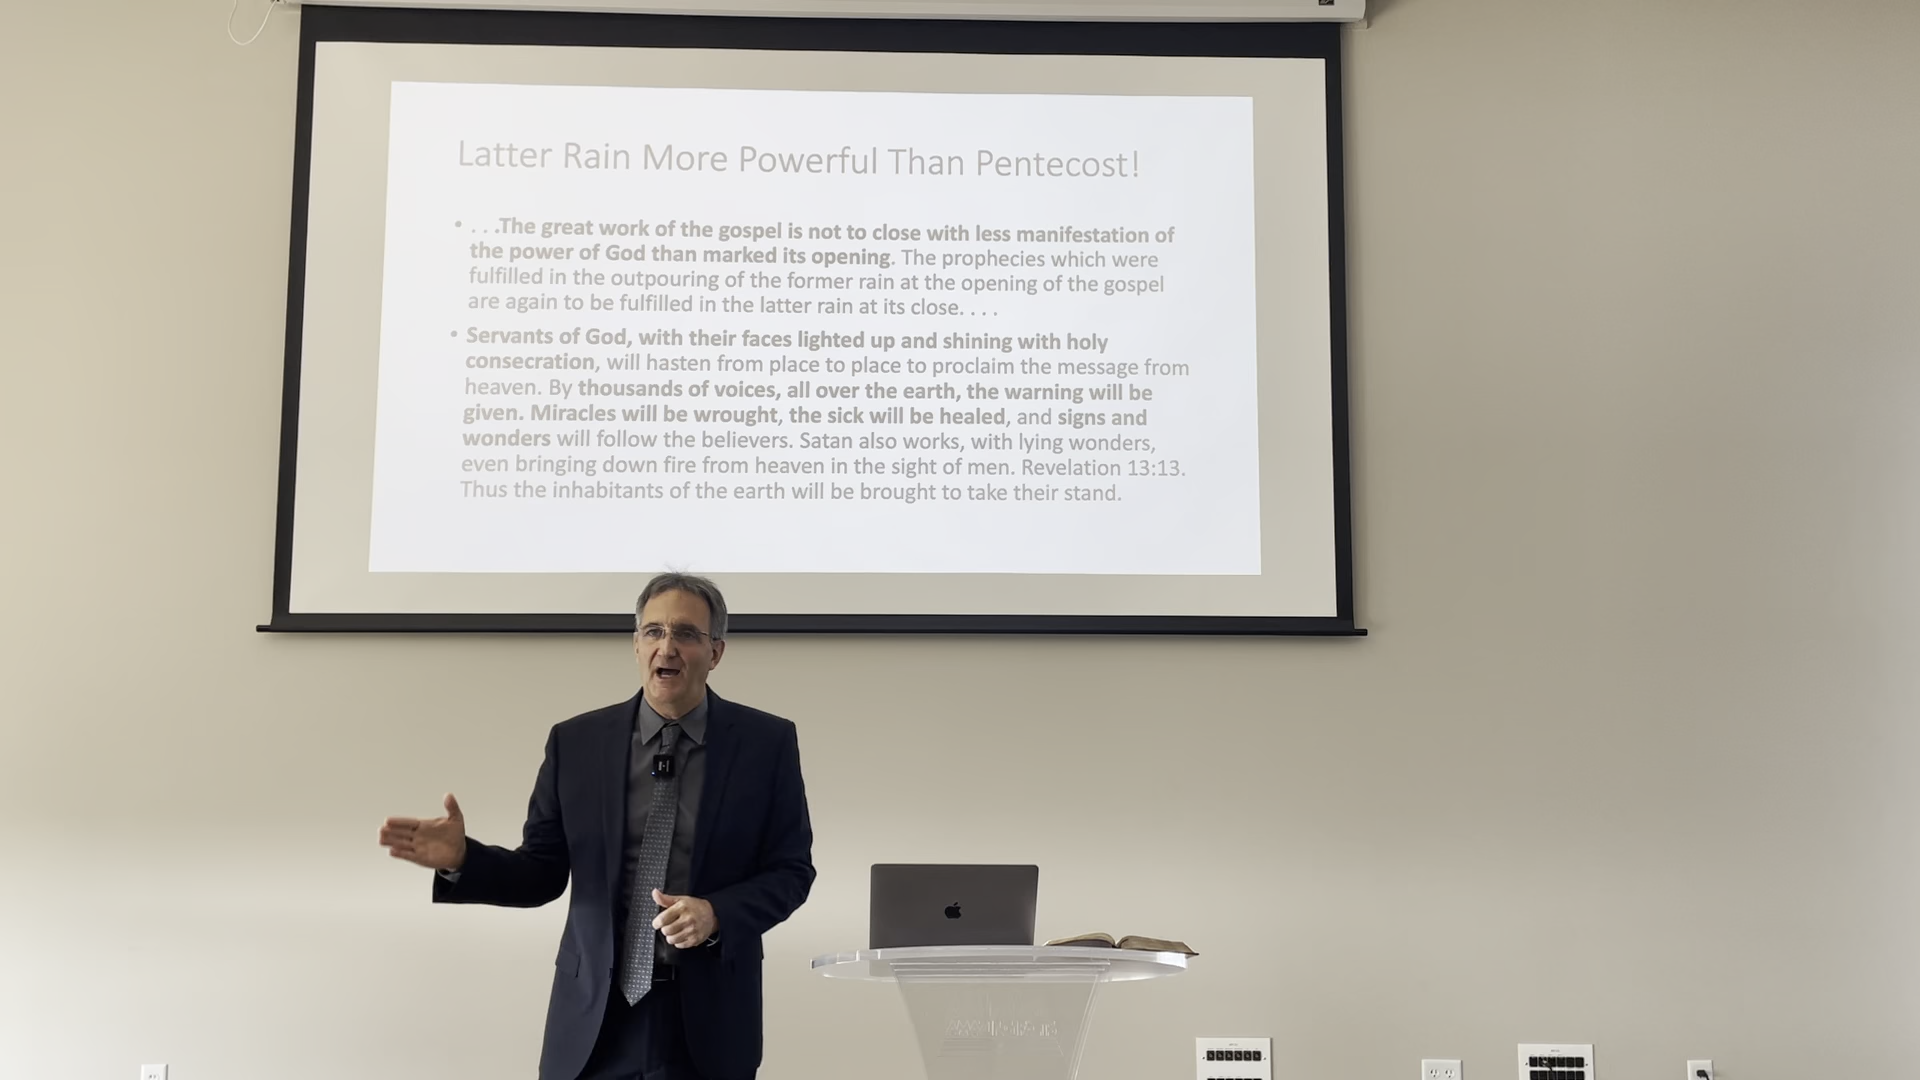 Latter Rain More Powerful Than Pentecost!
• . . .The great work of the gospel is not to close with less manifestation of
the power of God than marked its opening. The prophecies which were
fulfilled in the outpouring of the former rain at the opening of the gospel
are again to be fulfilled in the latter rain at its close. . . .
• Servants of God, with their faces lighted up and shining with holy
consecration, will hasten from place to place to proclaim the message from
heaven. By thousands of voices, all over the earth, the warning will be
given. Miracles will be wrought, the sick will be healed, and signs and
wonders will follow the believers. Satan also works, with lying wonders,
even bringing down fire from heaven in the sight of men. Revelation 13:13.
Thus the inhabitants of the earth will be brought to take their stand.